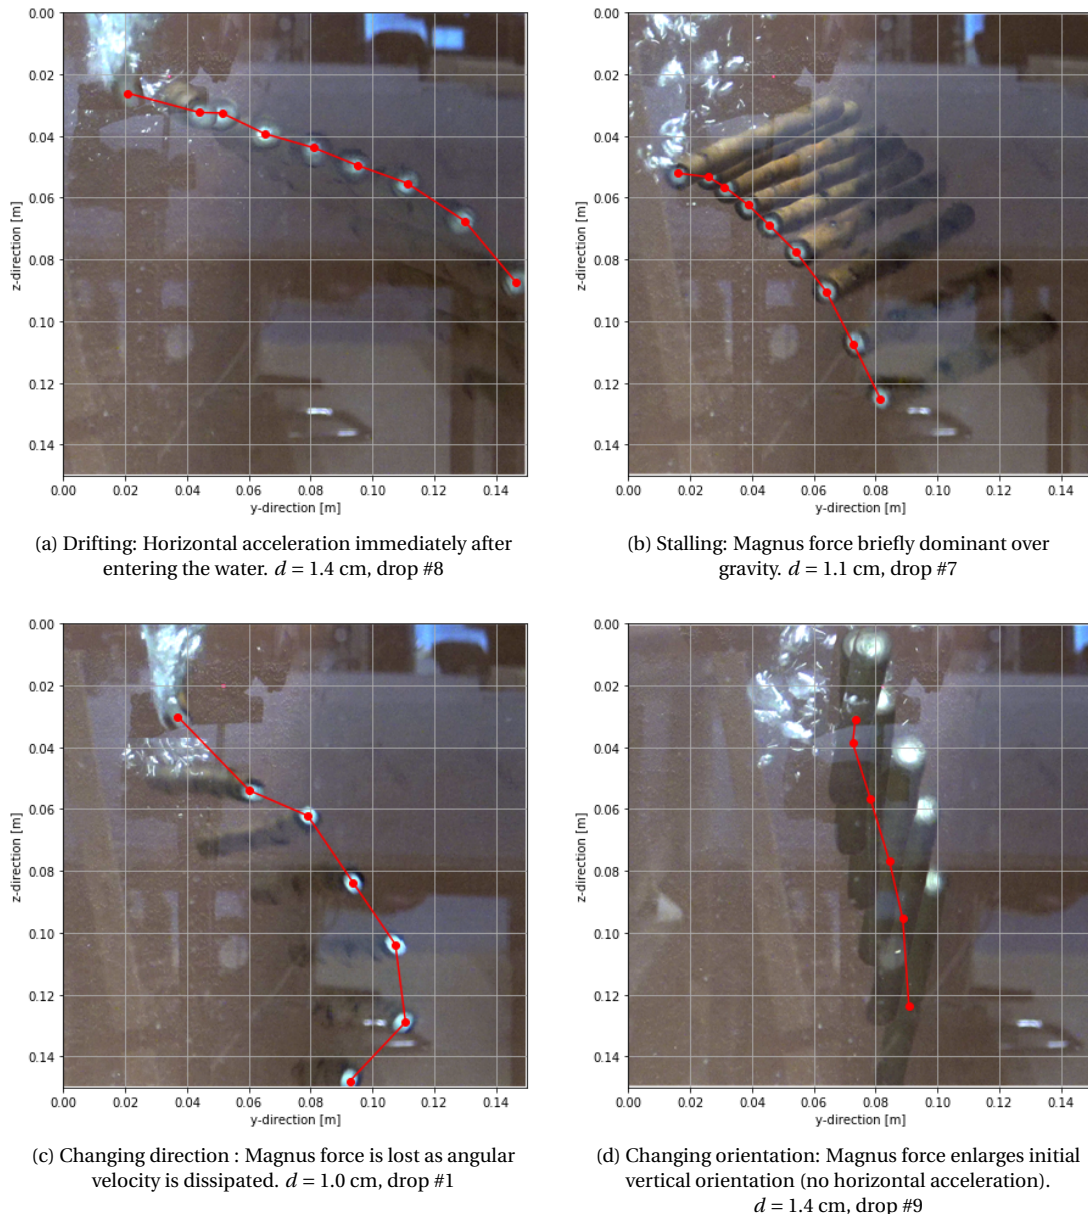 0.00
0.02
0.04
0.06
0.08
0.10
0.12
0.14
z-direction [m]
0.00 0.02 0.04 0.06 0.08 0.10 0.12 0.14
y-direction [m]
(a) Drifting: Horizontal acceleration immediately after
entering the water. d = 1.4 cm, drop #8
0.00
0.02
0.04
0.06
0.08
0.10
0.12
0.14
z-direction [m]
0.00 0.02 0.04 0.06 0.08 0.10 0.12 0.14
y-direction [m]
(b) Stalling: Magnus force briefly dominant over
gravity. d = 1.1 cm, drop #7
0.00
0.02
0.04
0.06
0.08
0.10
0.12
0.14
z-direction [m]
0.00 0.02 0.04 0.06 0.08 0.10 0.12 0.14
y-direction [m]
(c) Changing direction : Magnus force is lost as angular
velocity is dissipated. d = 1.0 cm, drop #1
0.00
0.02
0.04
0.06
0.08
0.10
0.12
0.14
z-direction [m]
0.00 0.02 0.04 0.06 0.08 0.10 0.12 0.14
y-direction [m]
(d) Changing orientation: Magnus force enlarges initial
vertical orientation (no horizontal acceleration).
d = 1.4 cm, drop #9